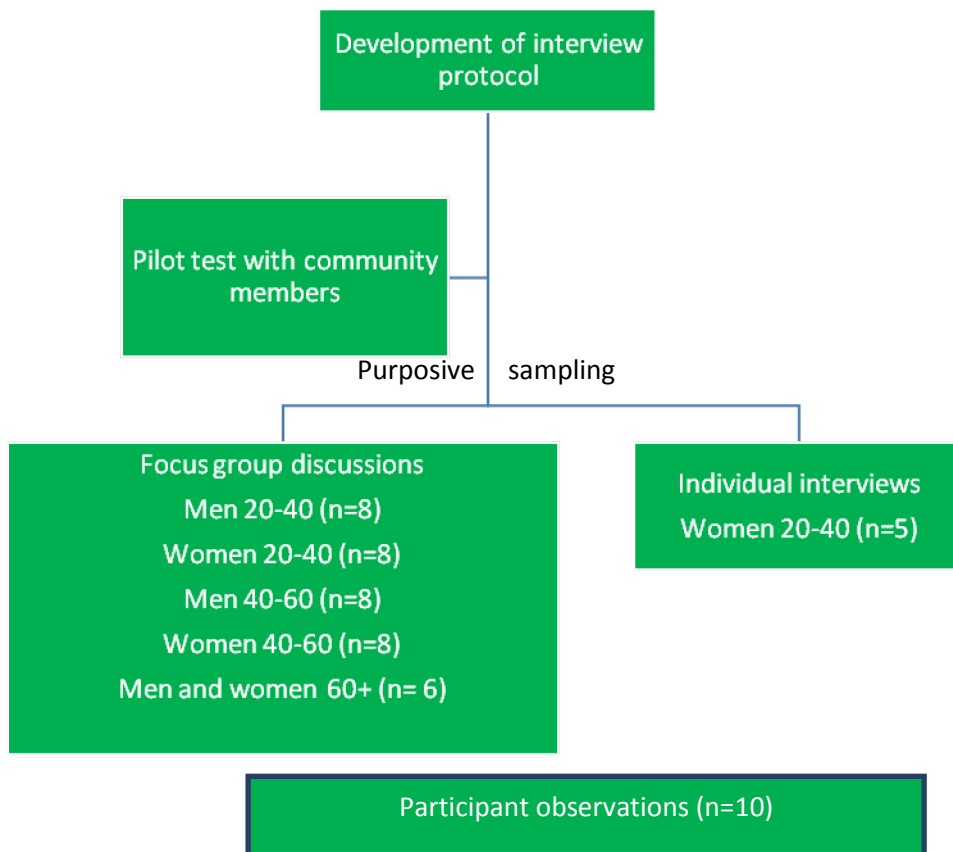 Development of interview
protocol
Pilot test with community
members
Purposive sampling
Focus group discussions
Men 20-40 (n=8)
Women 20-40 (n=8)
Men 40-60 (n=8)
Women 40-60 (n=8)
Men and women 60+ (n= 6)
Individual interviews
Women 20-40 (n=5)
Participant observations (n=10)